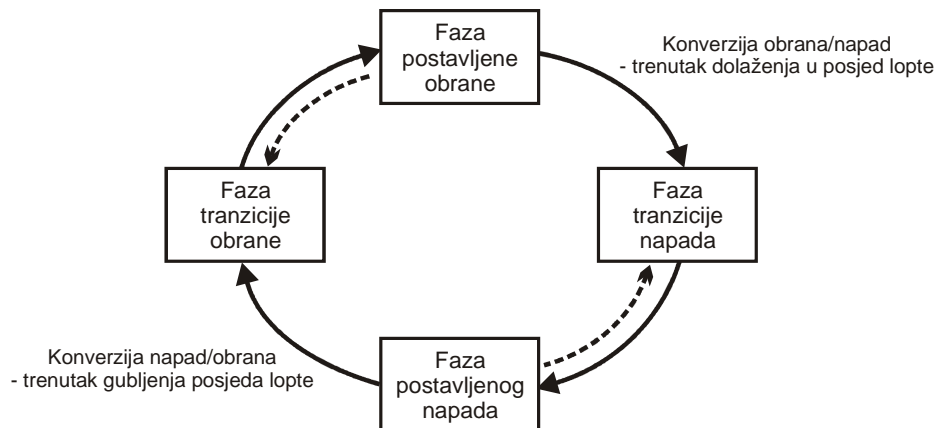 Faza
postavljene
obrane
Konverzija obrana/napad
- trenutak dolaženja u posjed lopte
Faza
tranzicije
obrane
Faza
tranzicije
napada
Konverzija napad/obrana
- trenutak gubljenja posjeda lopte
Faza
postavljenog
napada